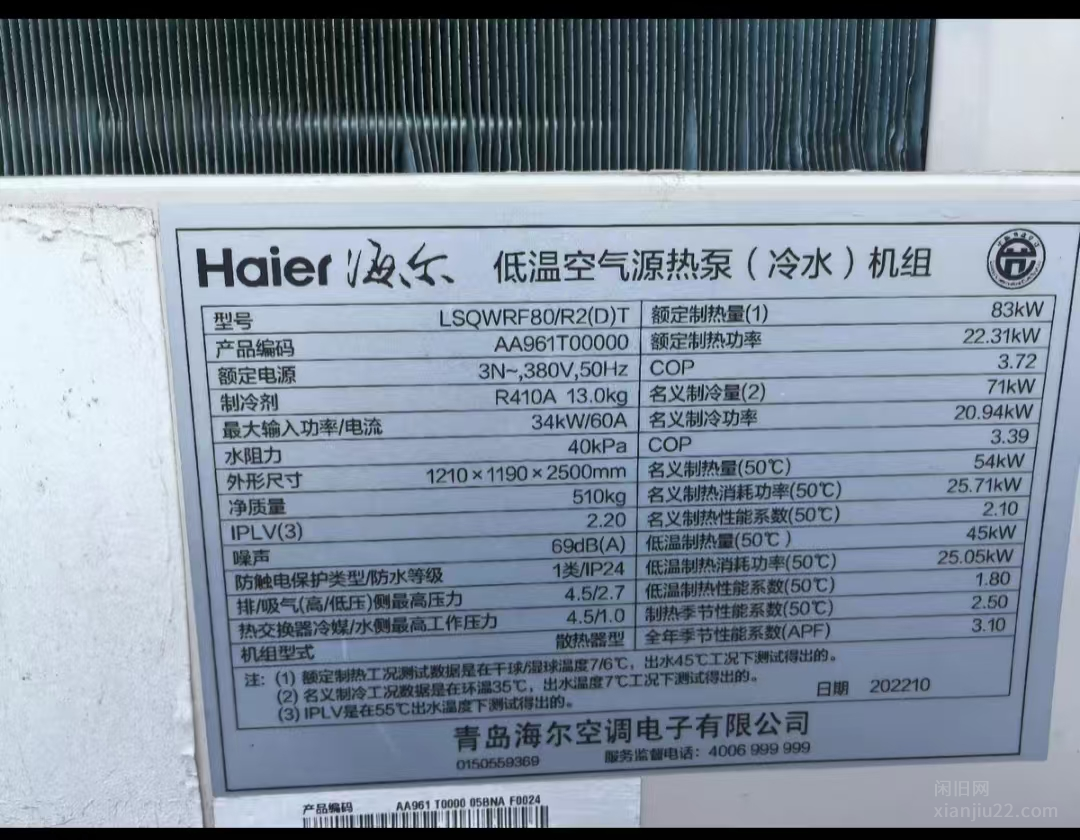 Haier 海尔 低温空气源热泵(冷水)机组
型号 LSQWRF80/R2(D)T 额定制热量(1) 83kW
产品编码 AA961T00000 额定制热功率 22.31kW
额定电源 3N~,380V,50Hz COP 3.72
制冷剂 R410A 13.0kg 名义制冷量(2) 71kW
最大输入功率/电流 34kW/60A 名义制冷功率 20.94kW
水阻力 40kPa COP 3.39
外形尺寸 1210×1190×2500mm 名义制热量(50℃) 54kW
净质量 510kg 名义制热消耗功率(50℃) 25.71kW
IPLV(3) 2.20 名义制热性能系数(50℃) 2.10
噪声 69dB(A) 低温制热量(50℃) 45kW
防触电保护类型/防水等级 1类/IP24 低温制热消耗功率(50℃) 25.05kW
排/吸气(高/低压)侧最高压力 4.5/2.7 低温制热性能系数(50℃) 1.80
热交换器冷媒/水侧最高工作压力 4.5/1.0 制热季节性能系数(50℃) 2.50
机组型式 散热器型 全年季节性能系数(APF) 3.10
注:(1) 额定制热工况测试数据是在干球/湿球温度7/6℃,出水45℃工况下测试得出的。
(2) 名义制冷工况数据是在环温35℃,出水温度7℃工况下测试得出的。
(3) IPLV是在55℃出水温度下测试得出的。 日期 202210
青岛海尔空调电子有限公司
0150559369 服务监督电话:4006 999 999
产品编码 AA961 T0000 05BNA F0024
闲旧网
xianjiu22.com